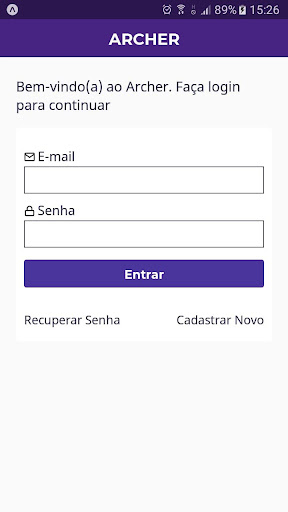 89% 15:26
ARCHER
Bem-vindo(a) ao Archer. Faça login
para continuar
E-mail
Senha
Entrar
Recuperar Senha Cadastrar Novo